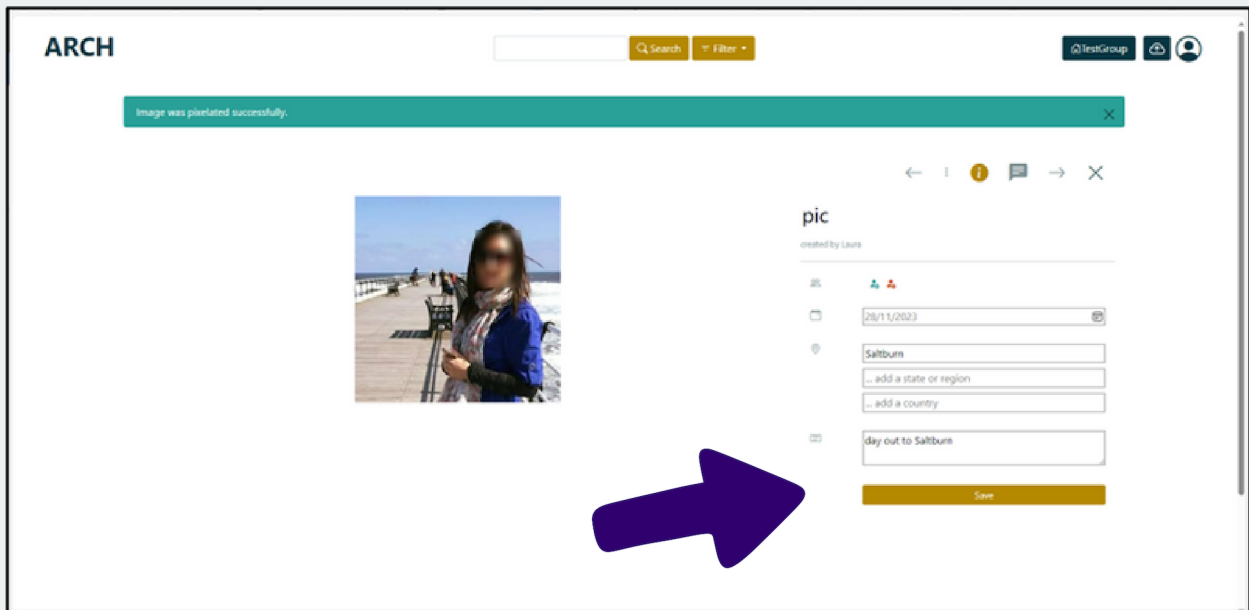 ARCH
Search
Filter
TestGroup
Image was pixelated successfully.
pic
created by Laura
28/11/2023
Saltburn
... add a state or region
... add a country
day out to Saltburn
Save